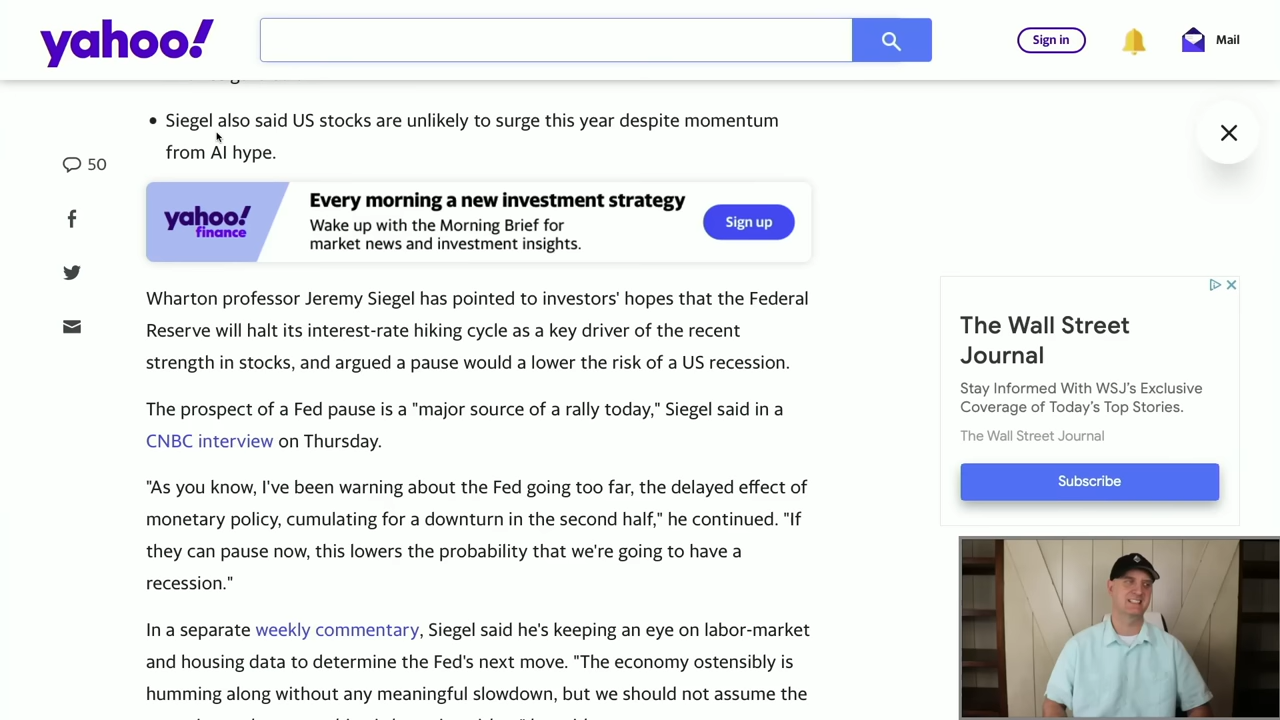 yahoo!
Sign in
Mail
• Siegel also said US stocks are unlikely to surge this year despite momentum
from AI hype.
50
yahoo!
finance
Every morning a new investment strategy
Wake up with the Morning Brief for
market news and investment insights.
Sign up
Wharton professor Jeremy Siegel has pointed to investors' hopes that the Federal
Reserve will halt its interest-rate hiking cycle as a key driver of the recent
strength in stocks, and argued a pause would a lower the risk of a US recession.
The prospect of a Fed pause is a "major source of a rally today," Siegel said in a
CNBC interview on Thursday.
"As you know, I've been warning about the Fed going too far, the delayed effect of
monetary policy, cumulating for a downturn in the second half," he continued. "If
they can pause now, this lowers the probability that we're going to have a
recession."
In a separate weekly commentary, Siegel said he's keeping an eye on labor-market
and housing data to determine the Fed's next move. "The economy ostensibly is
humming along without any meaningful slowdown, but we should not assume the
The Wall Street
Journal
Stay Informed With WSJ's Exclusive
Coverage of Today's Top Stories.
The Wall Street Journal
Subscribe